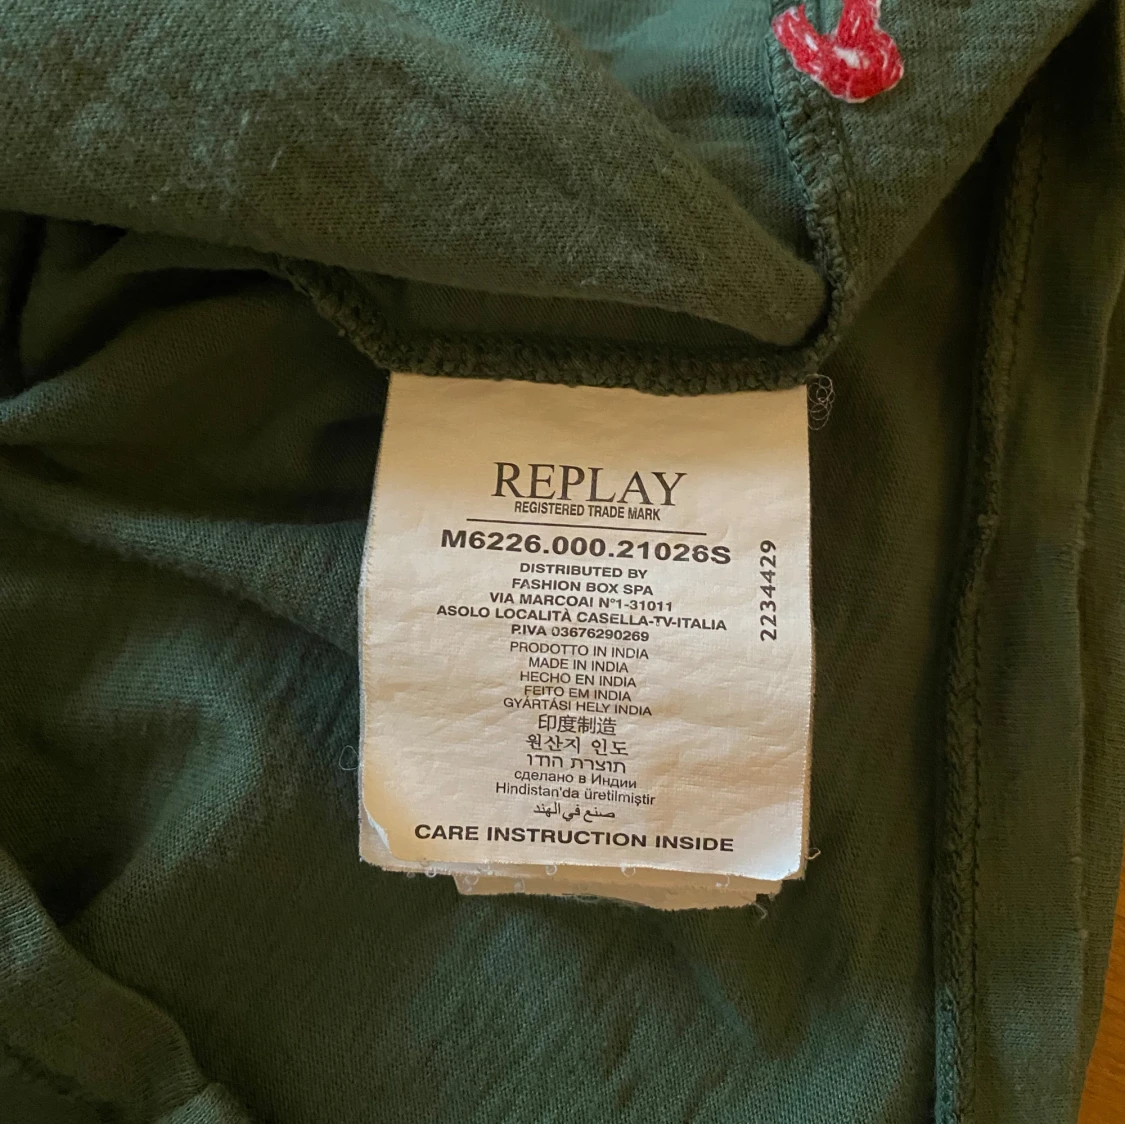 REPLAY
REGISTERED TRADE MARK
M6226.000.21026S
DISTRIBUTED BY
FASHION BOX SPA
VIA MARCOAI N°1-31011
ASOLO LOCALITÀ CASELLA-TV-ITALIA
P.IVA 03676290269
PRODOTTO IN INDIA
MADE IN INDIA
HECHO EN INDIA
FEITO EM INDIA
GYÁRTÁSI HELY INDIA
印度制造
원산지 인도
תוצרת הודו
сделано в Индии
Hindistan'da üretilmiştir
صنع في الهند
CARE INSTRUCTION INSIDE
2234429